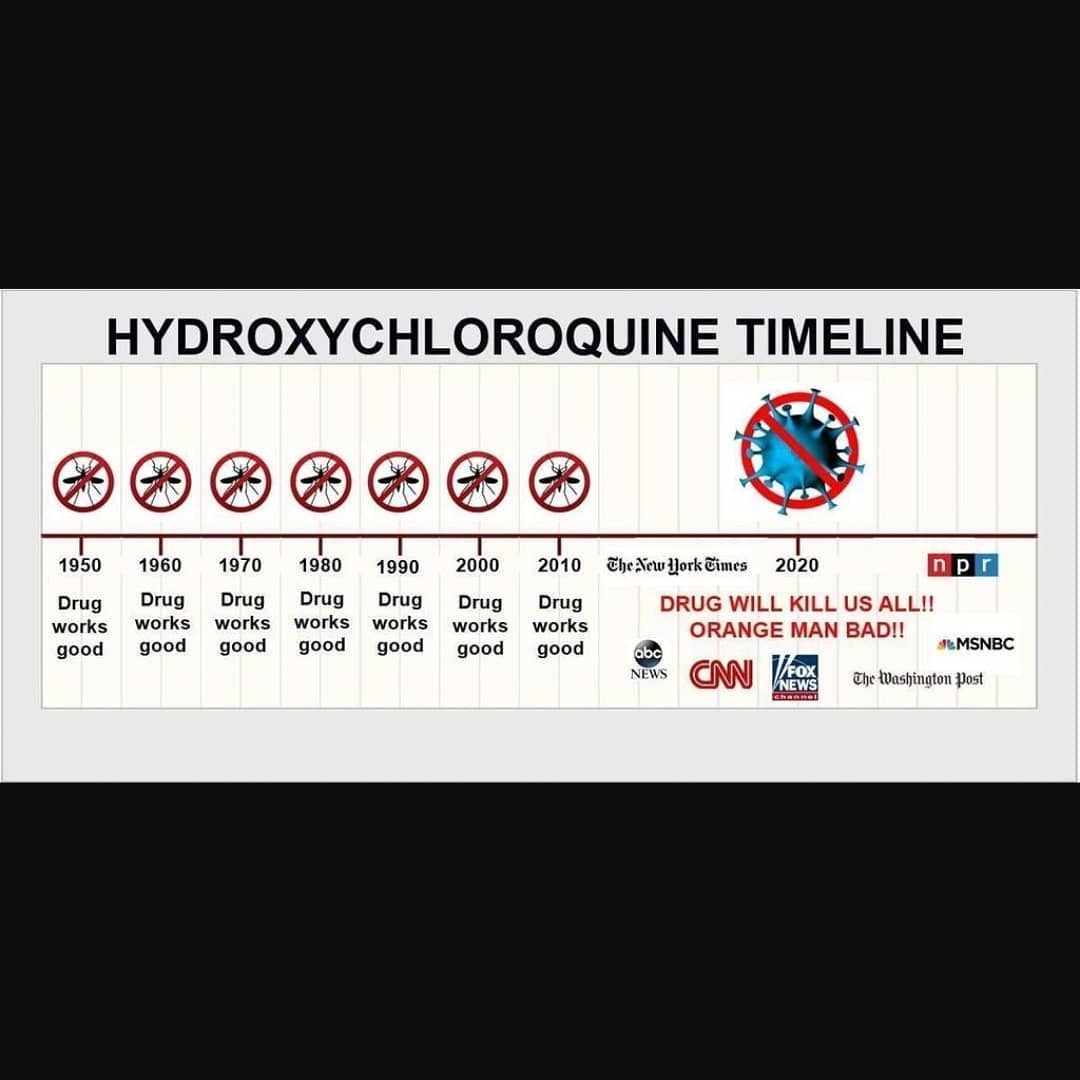 HYDROXYCHLOROQUINE TIMELINE
1950
Drug
works
good
1960
Drug
works
good
1970
Drug
works
good
1980
Drug
works
good
1990
Drug
works
good
2000
Drug
works
good
2010
Drug
works
good
The New York Times
2020
npr
DRUG WILL KILL US ALL!!
ORANGE MAN BAD!!
abc
NEWS
CNN
FOX
NEWS
channel
MSNBC
The Washington Post